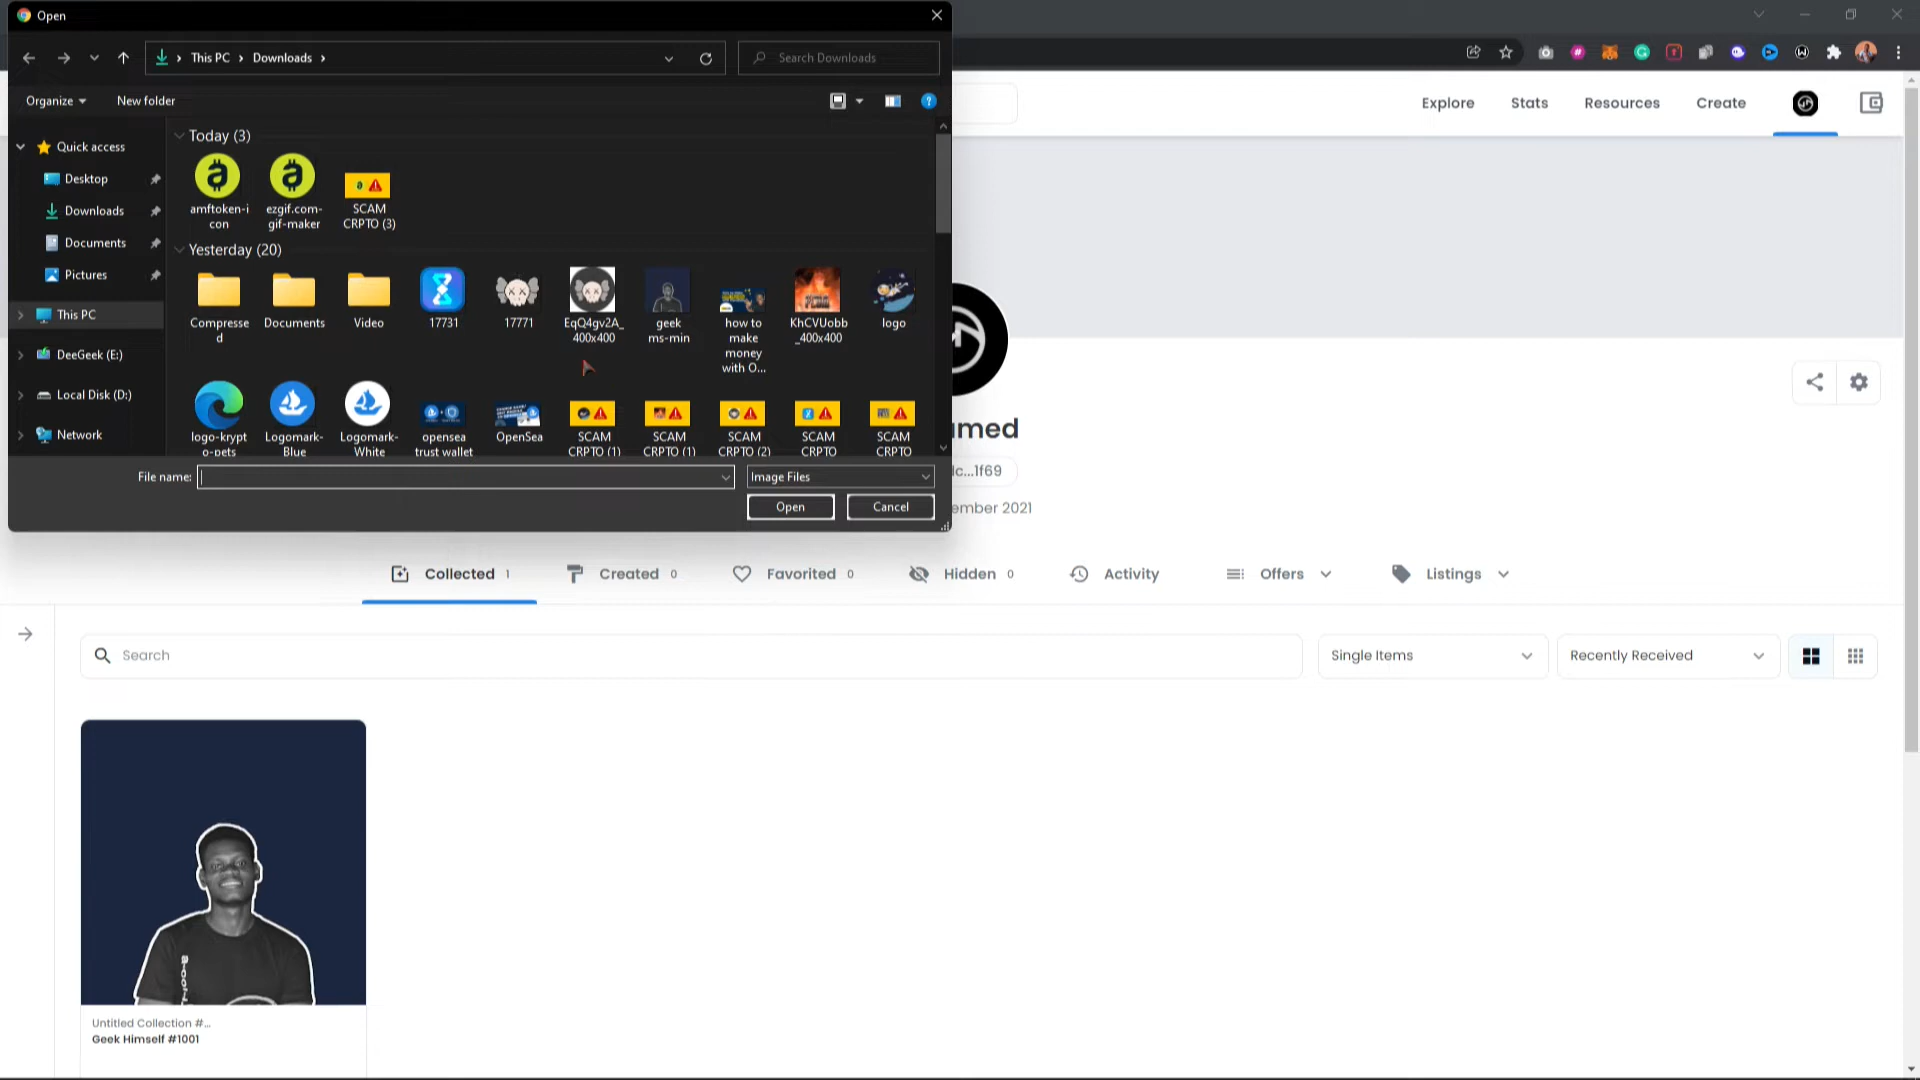 Open
This PC
Downloads
Search Downloads
Organize
New folder
Explore
Stats
Resources
Create
Quick access
Desktop
Downloads
Documents
Pictures
This PC
DeeGeek (E:)
Local Disk (D:)
Network
Today (3)
amftoken-i
con
ezgif.com-
gif-maker
SCAM
CRPTO (3)
Yesterday (20)
Compresse
d
Documents
Video
17731
17771
EqQ4gv2A_
400x400
geek
ms-min
how to
make
money
with O...
KhCVUobb
_400x400
logo
logo-krypt
o-pets
Logomark-
Blue
Logomark-
White
opensea
trust wallet
OpenSea
SCAM
CRPTO (1)
SCAM
CRPTO (1)
SCAM
CRPTO (2)
SCAM
CRPTO
SCAM
CRPTO
File name:
Image Files
Open
Cancel
amed
c...1f69
ember 2021
Collected 1
Created 0
Favorited 0
Hidden 0
Activity
Offers
Listings
Search
Single Items
Recently Received
Untitled Collection #...
Geek Himself #1001